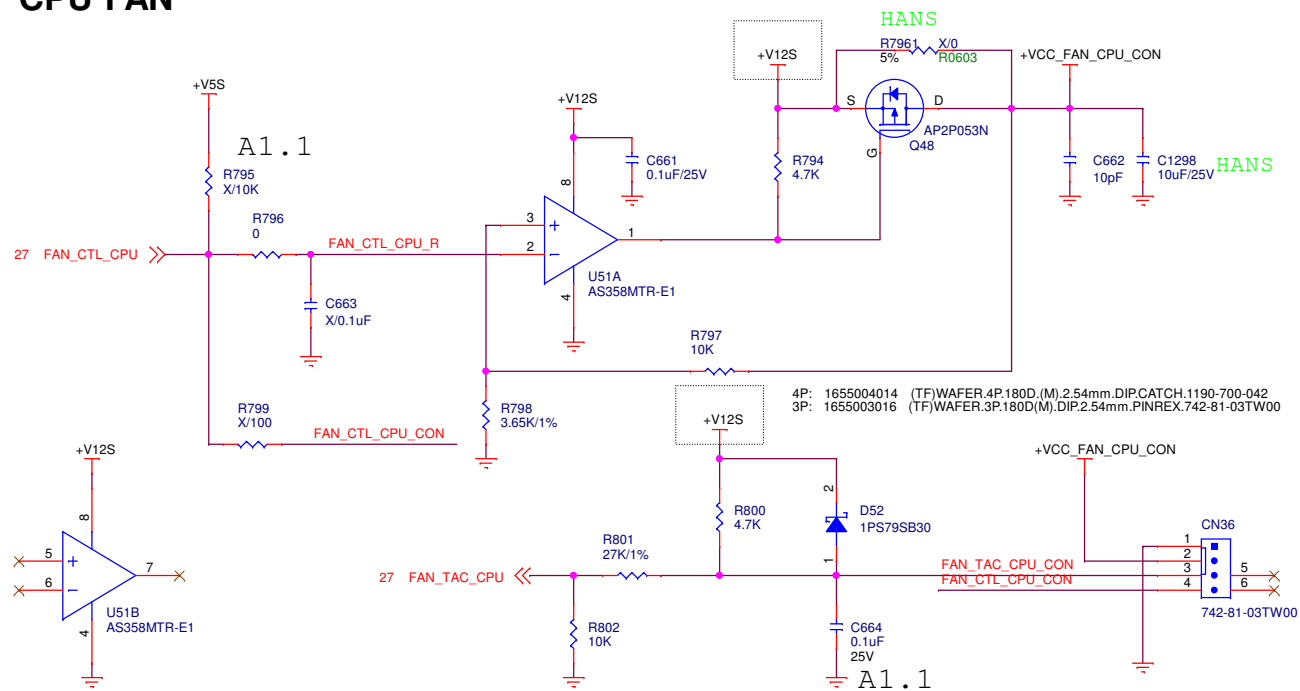 CPU FAN
HANS
R7961 X/0
5% R0603
+V12S
+VCC_FAN_CPU_CON
+V5S
+V12S
S
D
AP2P053N
Q48
G
A1.1
R795
X/10K
C661
0.1uF/25V
R794
4.7K
C662
10pF
C1298
10uF/25V
HANS
8
R796
0
3
+
1
27 FAN_CTL_CPU
FAN_CTL_CPU_R
2
-
U51A
AS358MTR-E1
4
C663
X/0.1uF
R797
10K
4P: 1655004014 (TF)WAFER.4P.180D.(M).2.54mm.DIP.CATCH.1190-700-042
3P: 1655003016 (TF)WAFER.3P.180D(M).DIP.2.54mm.PINREX.742-81-03TW00
R798
3.65K/1%
R799
X/100
FAN_CTL_CPU_CON
+V12S
+V12S
+VCC_FAN_CPU_CON
8
2
R800
4.7K
D52
1PS79SB30
CN36
R801
27K/1%
1
5
+
7
6
-
27 FAN_TAC_CPU
FAN_TAC_CPU_CON
FAN_CTL_CPU_CON
1
2
3
4
5
6
U51B
AS358MTR-E1
4
R802
10K
C664
0.1uF
25V
742-81-03TW00
A1.1